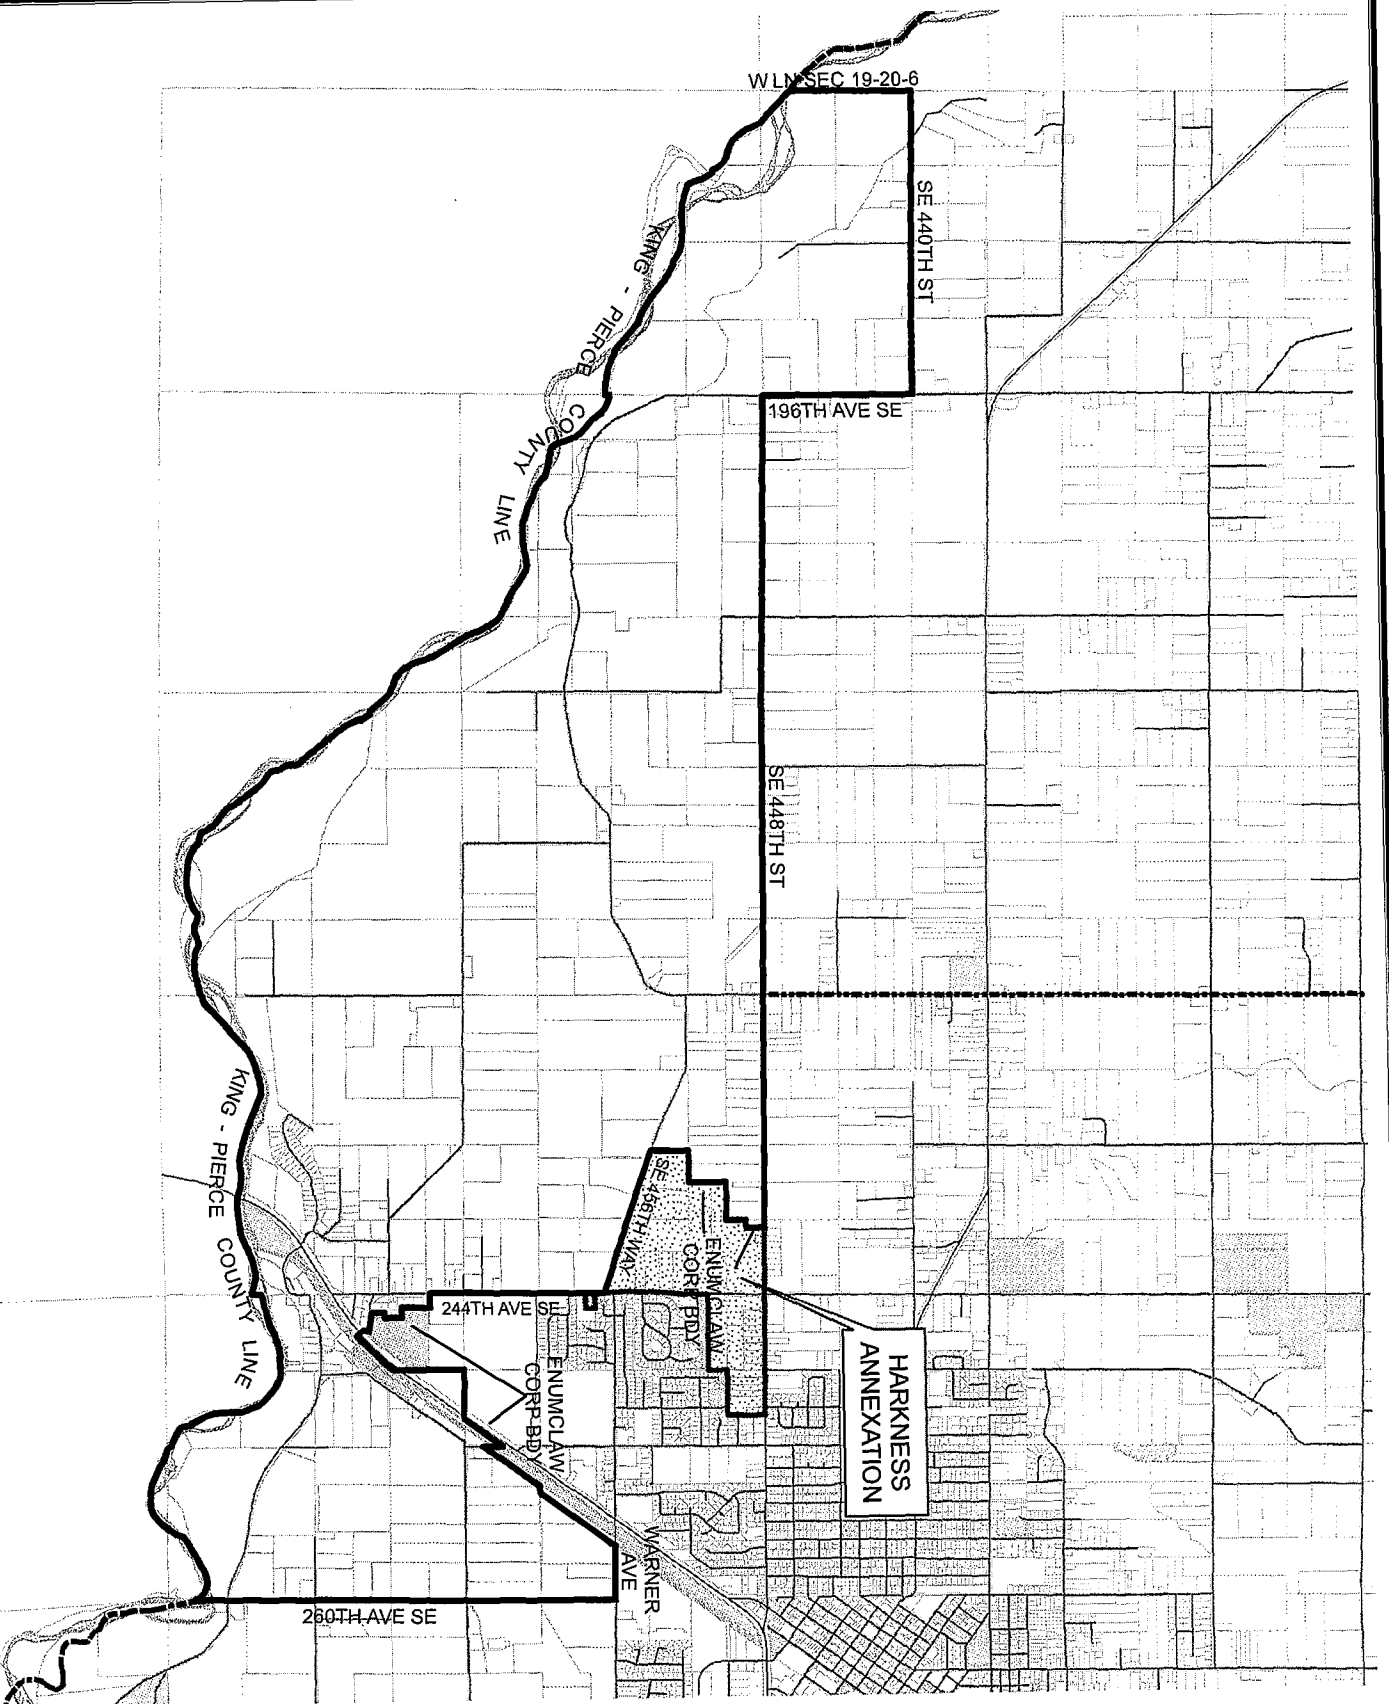 W LN SEC 19-20-6
SE 440TH ST
KING - PIERCE COUNTY LINE
196TH AVE SE
SE 448TH ST
KING - PIERCE COUNTY LINE
SE 456TH WAY
ENUMCLAW
CORP BDY
244TH AVE SE
HARKNESS
ANNEXATION
ENUMCLAW
CORP BDY
WARNER
AVE
260TH AVE SE